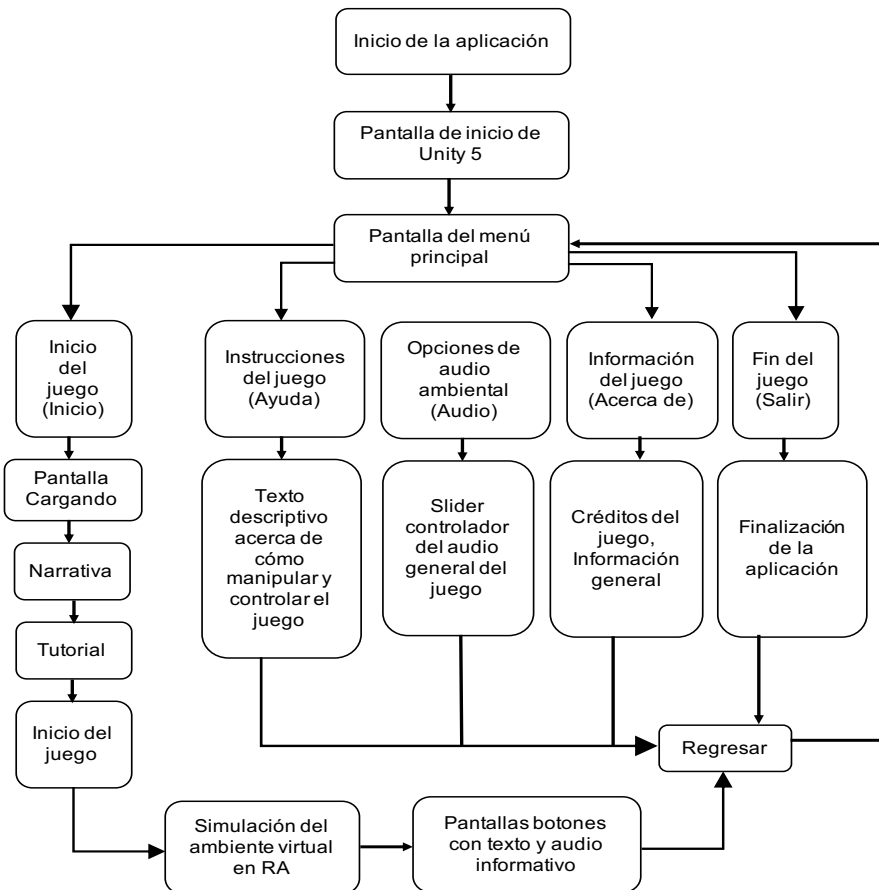 Inicio de la aplicación
Pantalla de inicio de
Unity 5
Pantalla del menú
principal
Inicio
del
juego
(Inicio)
Instrucciones
del juego
(Ayuda)
Opciones de
audio
ambiental
(Audio)
Información
del juego
(Acerca de)
Fin del
juego
(Salir)
Pantalla
Cargando
Narrativa
Tutorial
Inicio del
juego
Texto
descriptivo
acerca de
cómo
manipular y
controlar el
juego
Slider
controlador
del audio
general del
juego
Créditos del
juego,
Información
general
Finalización
de la
aplicación
Regresar
Simulación del
ambiente virtual
en RA
Pantallas botones
con texto y audio
informativo